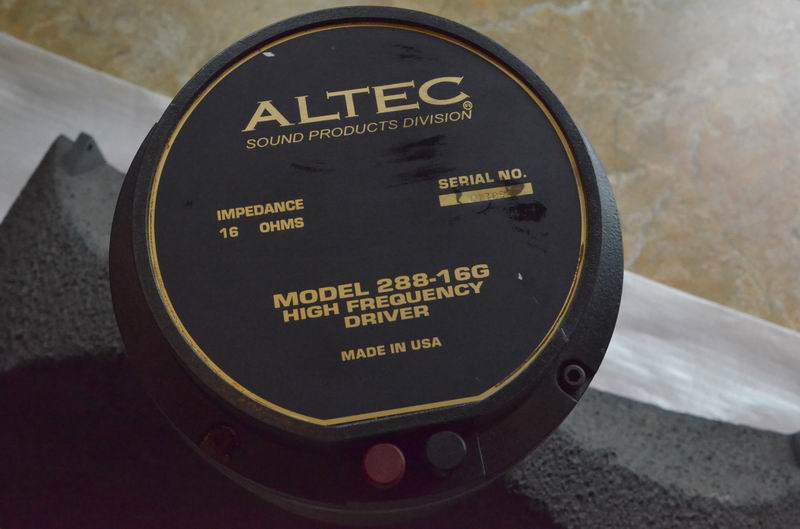 ALTEC®
SOUND PRODUCTS DIVISION
SERIAL NO.
IMPEDANCE
16 OHMS
MODEL 288-16G
HIGH FREQUENCY
DRIVER
MADE IN USA